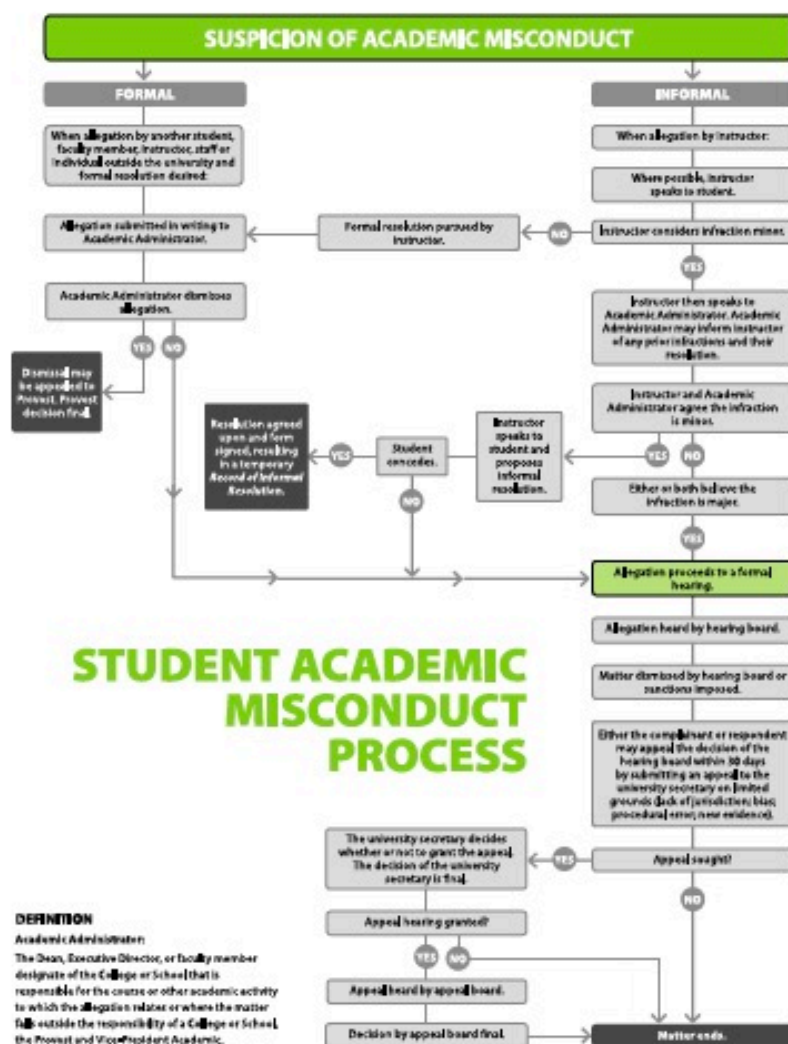 SUSPICION OF ACADEMIC MISCONDUCT
FORMAL
When allegation by another student,
faculty member, instructor, staff or
individual outside the university and
formal resolution desired:
Allegation submitted in writing to
Academic Administrator.
Academic Administrator dismisses
allegation.
YES
NO
Dismissal may
be appealed to
Provost. Provost
decision final.
INFORMAL
When allegation by instructor:
Where possible, instructor
speaks to student.
Instructor considers infraction minor.
NO
Formal resolution pursued by
instructor.
YES
Instructor then speaks to
Academic Administrator. Academic
Administrator may inform instructor
of any prior infractions and their
resolution.
Instructor and Academic
Administrator agree the infraction
is minor.
YES
NO
Instructor
speaks to
student and
proposes
informal
resolution.
Student
concedes.
YES
NO
Resolution agreed
upon and form
signed, resulting
in a temporary
Record of Informal
Resolution.
Either or both believe the
infraction is major.
YES
Allegation proceeds to a formal
hearing.
Allegation heard by hearing board.
Matter dismissed by hearing board or
sanctions imposed.
Either the complainant or respondent
may appeal the decision of the
hearing board within 30 days
by submitting an appeal to the
university secretary on limited
grounds (lack of jurisdiction; bias;
procedural error; new evidence).
Appeal sought?
YES
NO
The university secretary decides
whether or not to grant the appeal.
The decision of the university
secretary is final.
Appeal hearing granted?
YES
NO
Appeal heard by appeal board.
Decision by appeal board final.
Matter ends.
STUDENT ACADEMIC
MISCONDUCT
PROCESS
DEFINITION
Academic Administrator:
The Dean, Executive Director, or faculty member
designate of the College or School that is
responsible for the course or other academic activity
to which the allegation relates or where the matter
falls outside the responsibility of a College or School,
the Provost and Vice-President Academic.